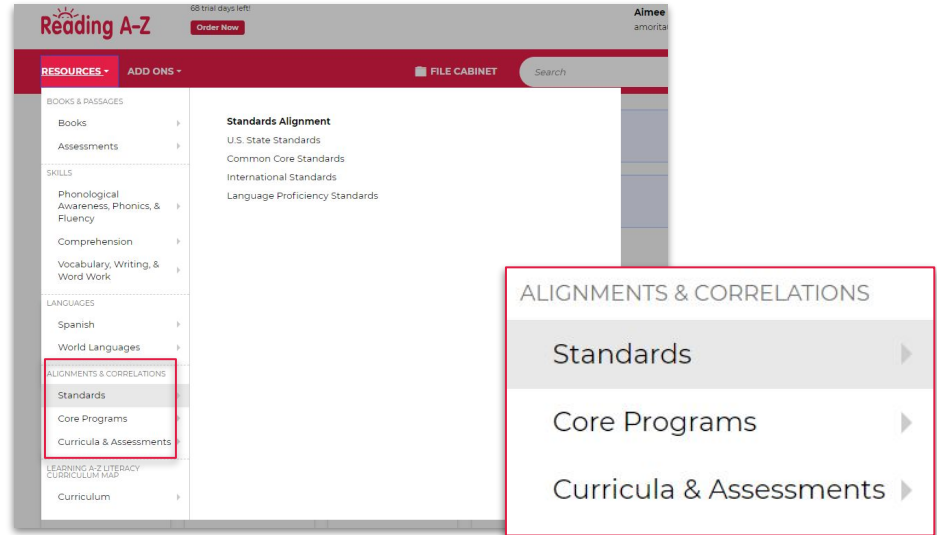 Reading A-Z
68 trial days left!
Order Now
Aimee
RESOURCES
ADD ONS
FILE CABINET
Search
BOOKS & PASSAGES
Books
Assessments
SKILLS
Phonological
Awareness, Phonics, &
Fluency
Comprehension
Vocabulary, Writing, &
Word Work
LANGUAGES
Spanish
World Languages
ALIGNMENTS & CORRELATIONS
Standards
Core Programs
Curricula & Assessments
LEARNING A-Z LITERACY
CURRICULUM MAP
Curriculum
Standards Alignment
U.S. State Standards
Common Core Standards
International Standards
Language Proficiency Standards
ALIGNMENTS & CORRELATIONS
Standards
Core Programs
Curricula & Assessments